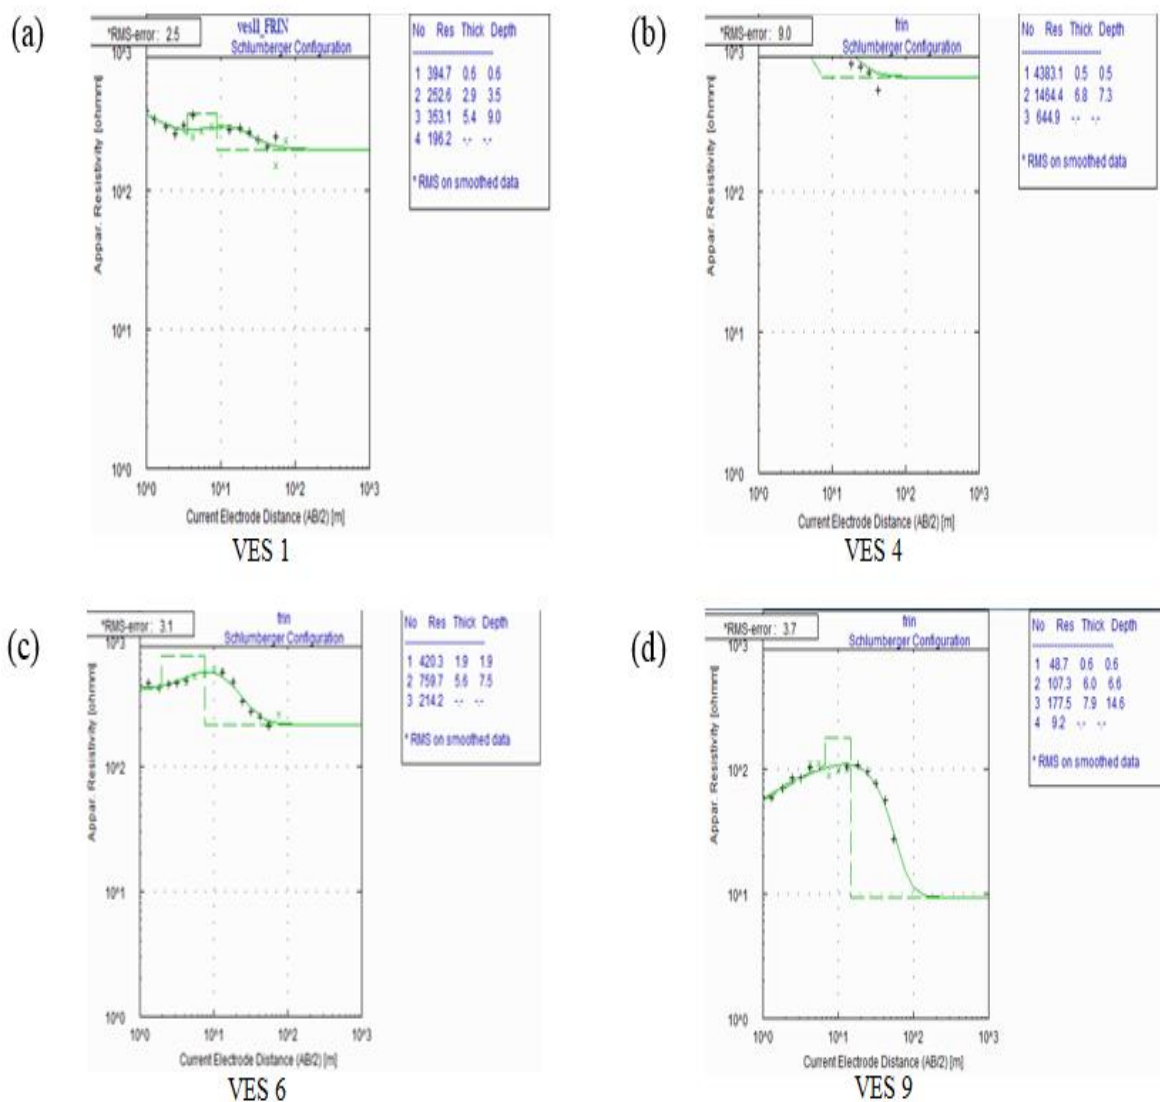 (a)
*RMS-error : 2.5
vesll_FRIN
Schlumberger Configuration
No Res Thick Depth
1 394.7 0.6 0.6
2 252.6 2.9 3.5
3 353.1 5.4 9.0
4 196.2 -.- -.-
* RMS on smoothed data
Appar. Resistivity [ohmm]
10^3
10^2
10^1
10^0
10^0 10^1 10^2 10^3
Current Electrode Distance (AB/2) [m]
VES 1
(b)
*RMS-error : 9.0
frin
Schlumberger Configuration
No Res Thick Depth
1 4383.1 0.5 0.5
2 1464.4 6.8 7.3
3 644.9 -.- -.-
* RMS on smoothed data
Appar. Resistivity [ohmm]
10^3
10^2
10^1
10^0
10^0 10^1 10^2 10^3
Current Electrode Distance (AB/2) [m]
VES 4
(c)
*RMS-error : 3.1
frin
Schlumberger Configuration
No Res Thick Depth
1 420.3 1.9 1.9
2 759.7 5.6 7.5
3 214.2 -.- -.-
* RMS on smoothed data
Appar. Resistivity [ohmm]
10^3
10^2
10^1
10^0
10^0 10^1 10^2 10^3
Current Electrode Distance (AB/2) [m]
VES 6
(d)
*RMS-error : 3.7
frin
Schlumberger Configuration
No Res Thick Depth
1 48.7 0.6 0.6
2 107.3 6.0 6.6
3 177.5 7.9 14.6
4 9.2 -.- -.-
* RMS on smoothed data
Appar. Resistivity [ohmm]
10^3
10^2
10^1
10^0
10^0 10^1 10^2 10^3
Current Electrode Distance (AB/2) [m]
VES 9